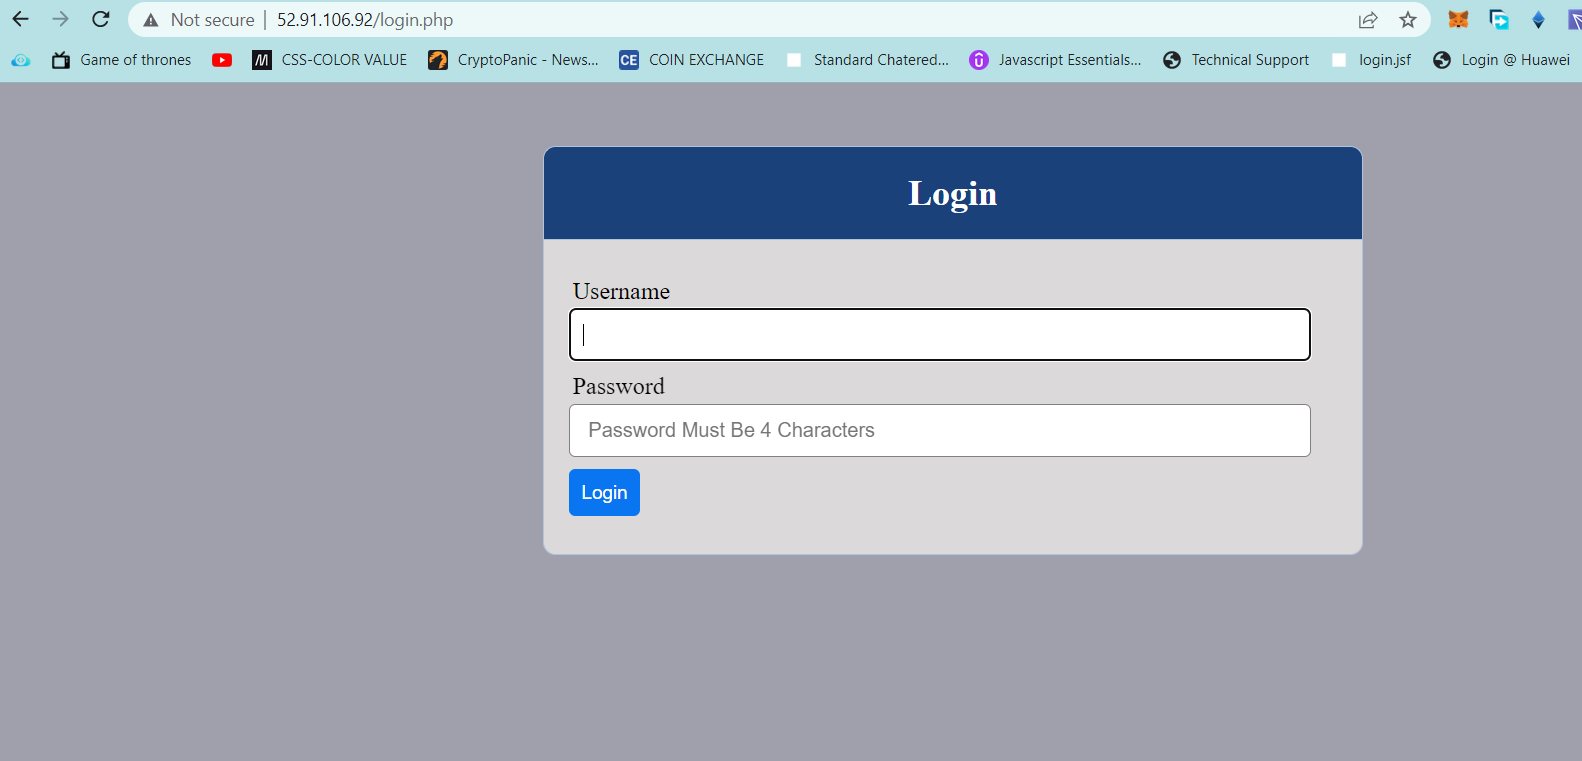 Not secure | 52.91.106.92/login.php
Game of thrones M CSS-COLOR VALUE CryptoPanic - News... CE COIN EXCHANGE Standard Chatered... Javascript Essentials... Technical Support login.jsf Login @ Huawei
Login
Username
Password
Password Must Be 4 Characters
Login